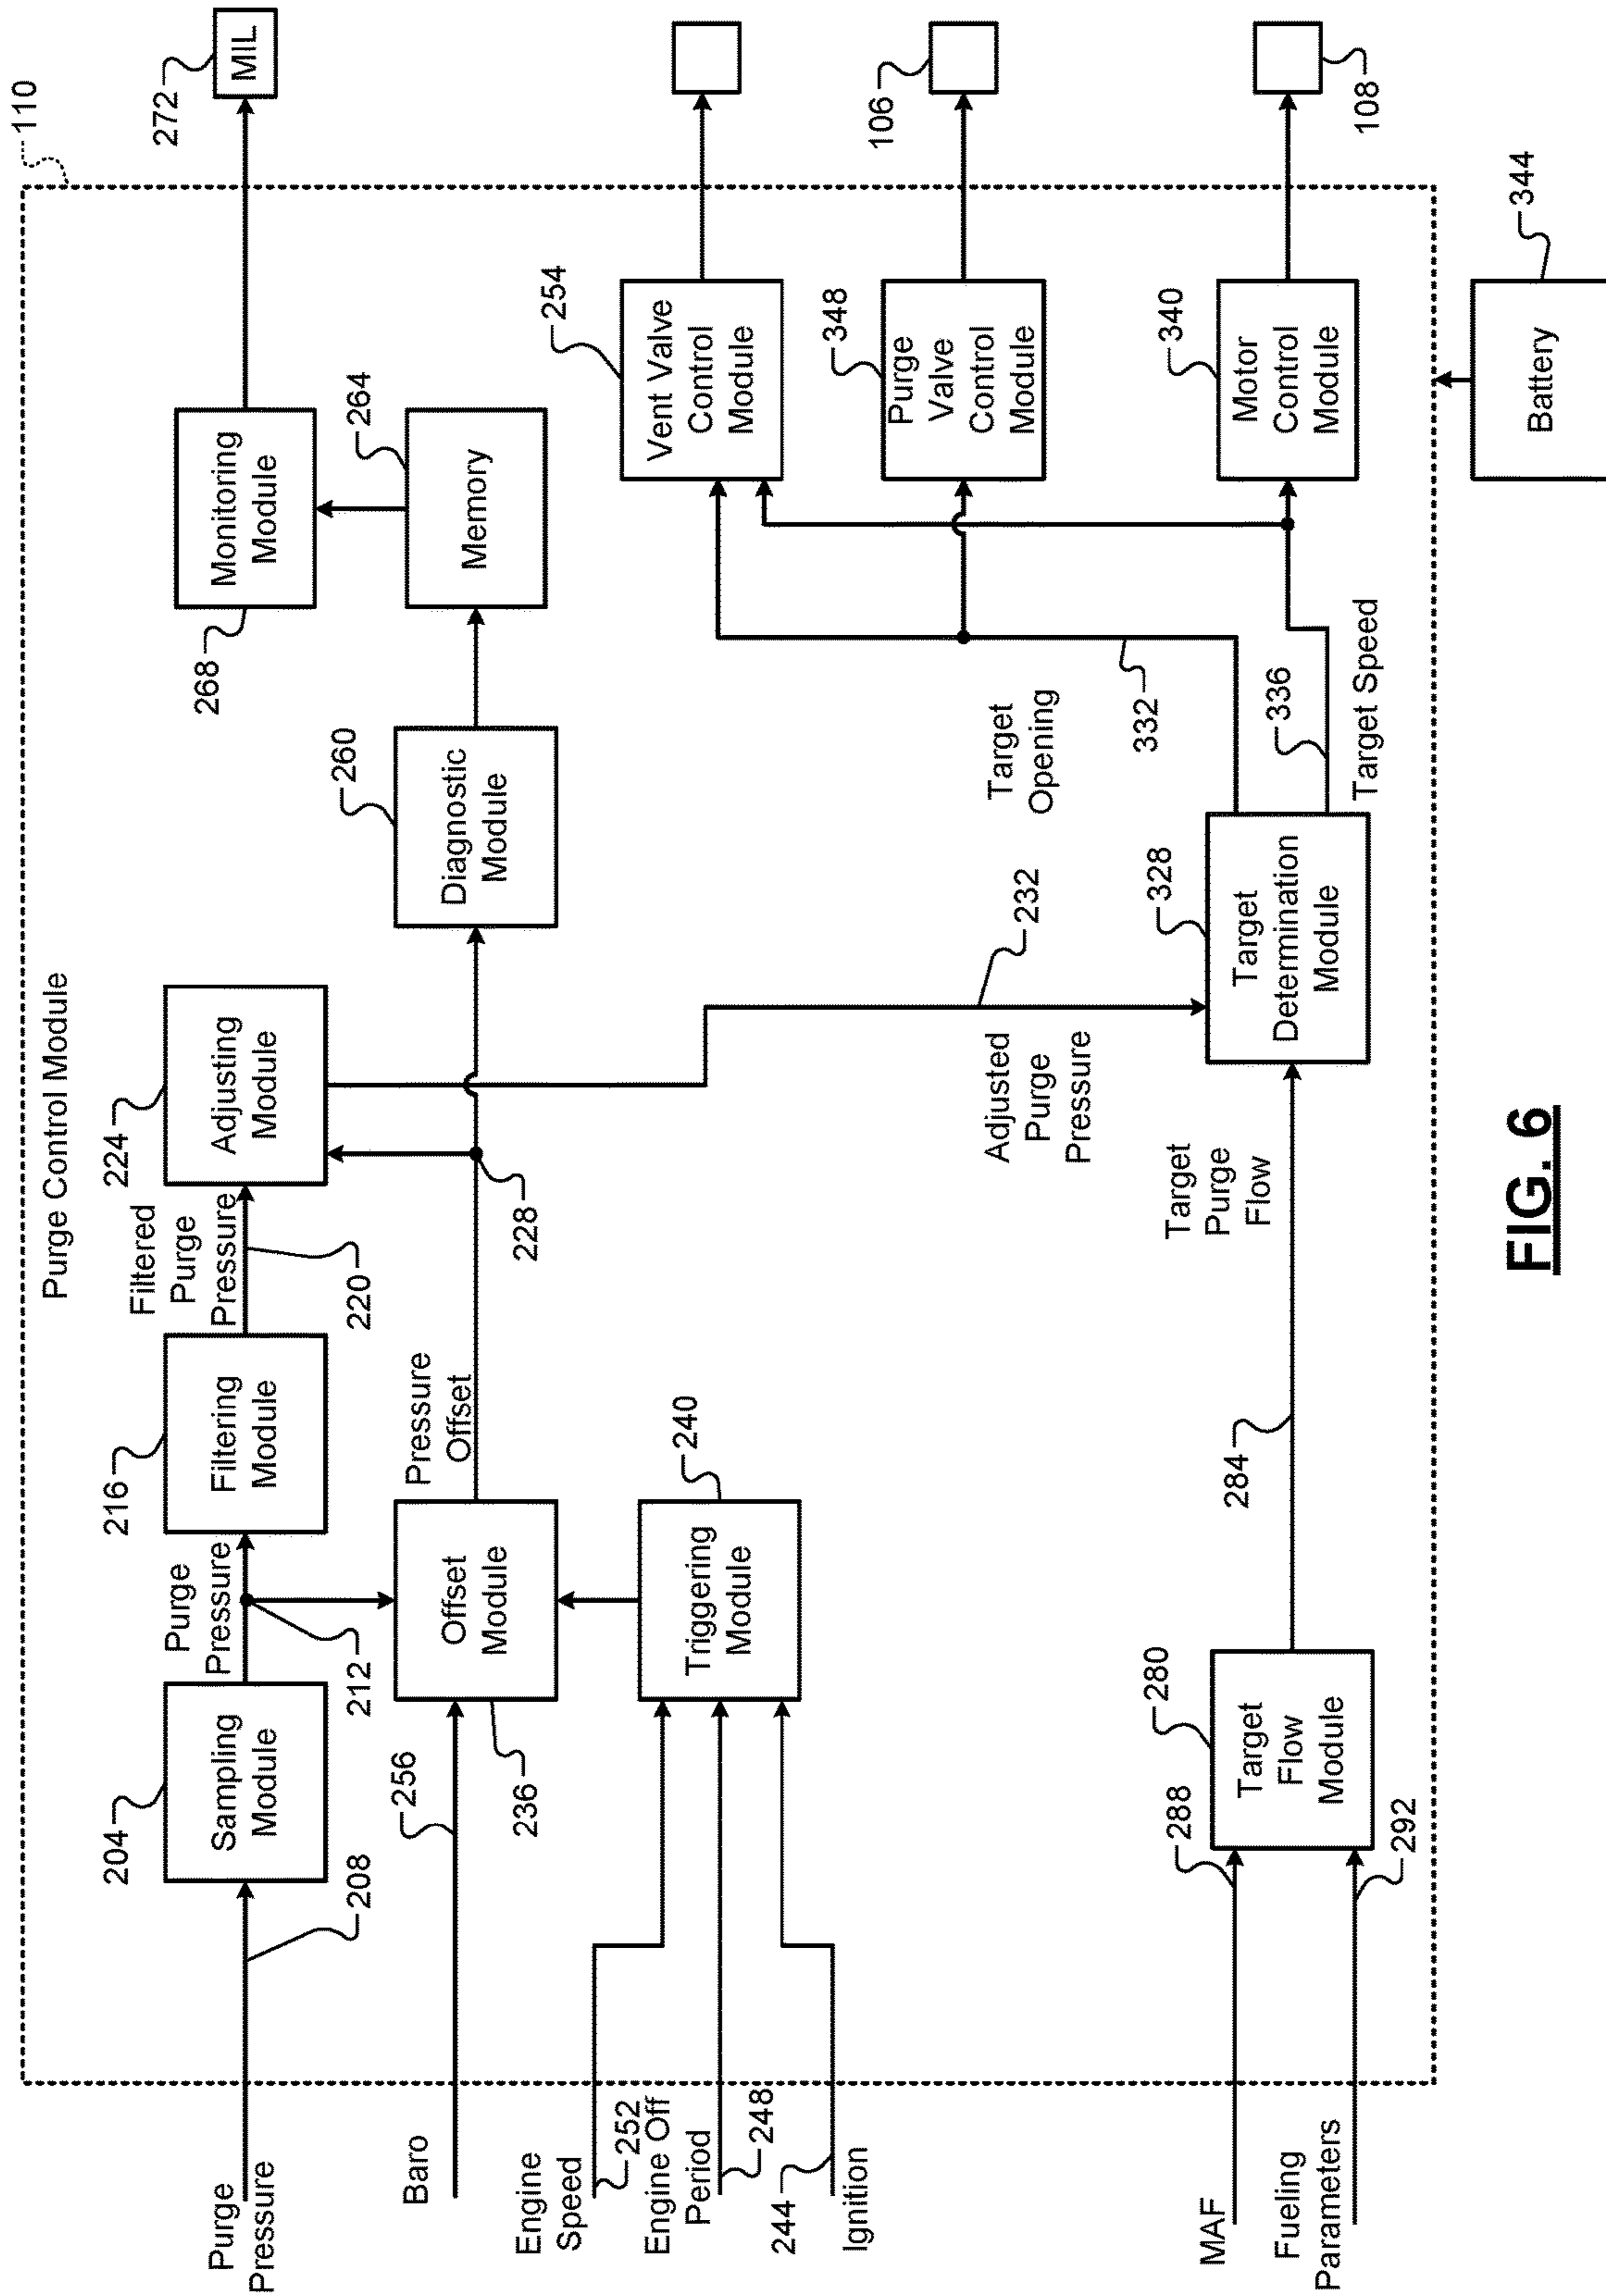 110
Purge Control Module
272
MIL
Purge
Pressure
208
204
Sampling
Module
Purge
Pressure
212
216
Filtering
Module
Filtered
Purge
Pressure
220
224
Adjusting
Module
228
268
Monitoring
Module
264
Memory
260
Diagnostic
Module
Baro
256
236
Offset
Module
Pressure
Offset
240
Triggering
Module
Engine
Speed
252
Engine Off
Period
248
244
Ignition
254
Vent Valve
Control
Module
348
Purge
Valve
Control
Module
106
340
Motor
Control
Module
108
Target
Opening
332
336
Target Speed
232
Adjusted
Purge
Pressure
328
Target
Determination
Module
Target
Purge
Flow
284
280
Target
Flow
Module
288
MAF
292
Fueling
Parameters
344
Battery
FIG. 6